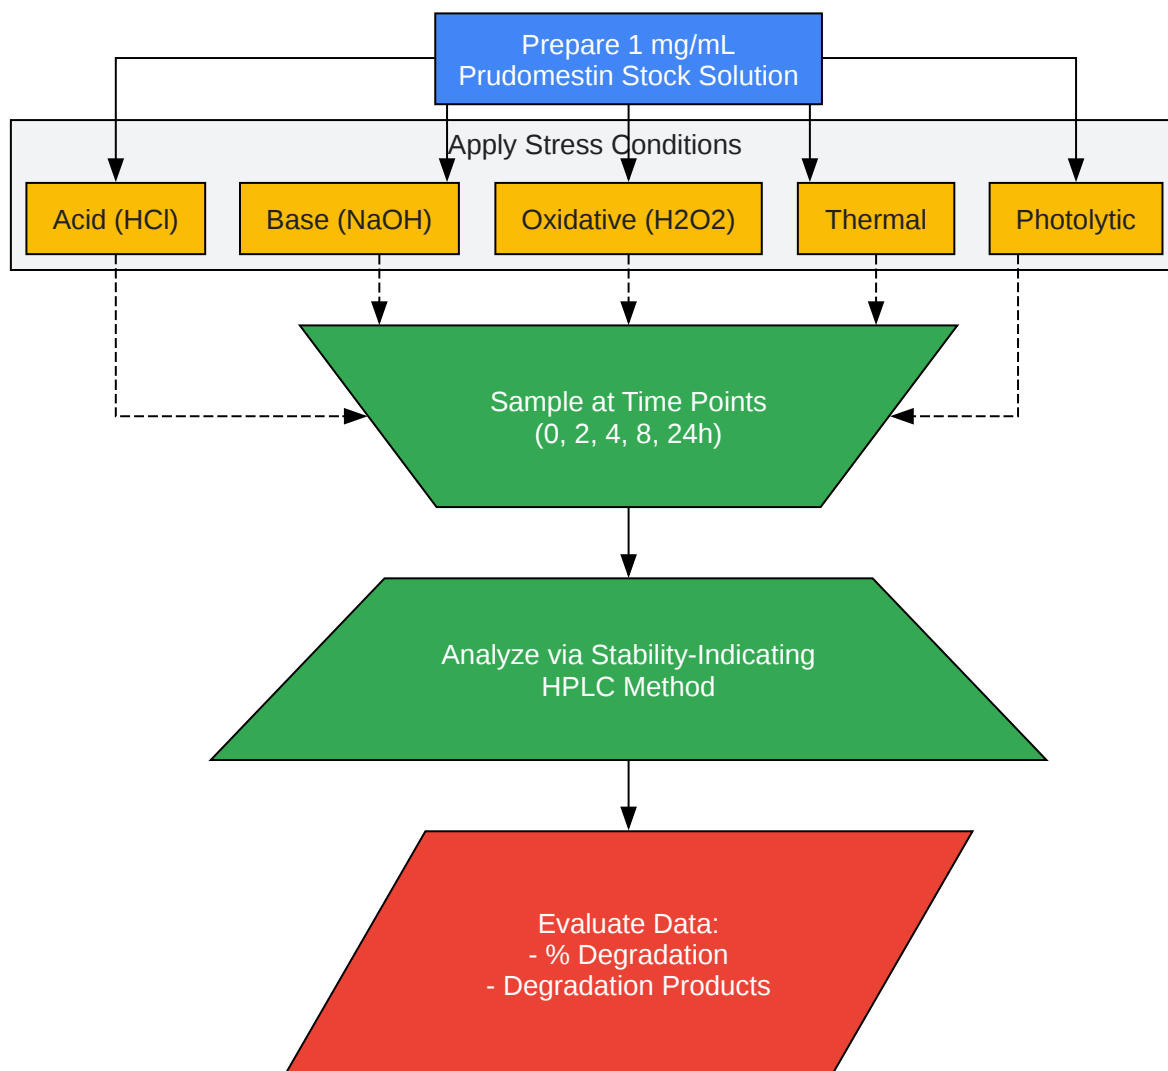 Prepare 1 mg/mL
Prudomestin Stock Solution
Apply Stress Conditions
Acid (HCl)
Base (NaOH)
Oxidative (H2O2)
Thermal
Photolytic
Sample at Time Points
(0, 2, 4, 8, 24h)
Analyze via Stability-Indicating
HPLC Method
Evaluate Data:
- % Degradation
- Degradation Products